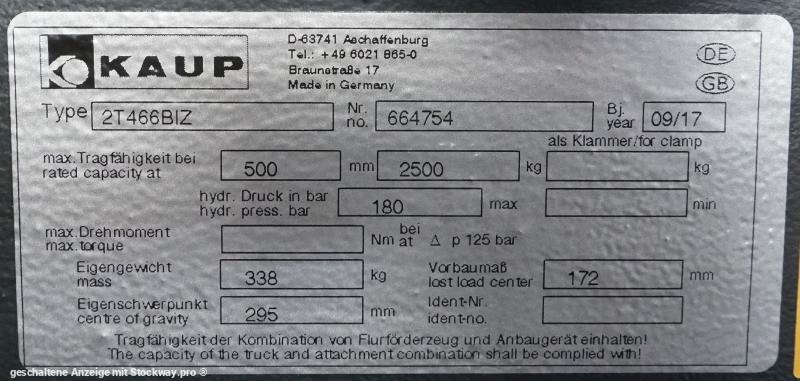 KAUP
D-63741 Aschaffenburg
Tel.: +49 6021 865-0
Braunstraße 17
Made in Germany
DE
GB
Type 2T466BIZ Nr. no. 664754 Bj. year 09/17
als Klammer/for clamp
max.Tragfähigkeit bei
rated capacity at 500 mm 2500 kg kg
hydr. Druck in bar
hydr. press. bar 180 max min
max.Drehmoment
max.torque Nm bei at Δ p 125 bar
Eigengewicht
mass 338 kg
Vorbaumaß
lost load center 172 mm
Eigenschwerpunkt
centre of gravity 295 mm
Ident-Nr.
ident-no.
Tragfähigkeit der Kombination von Flurförderzeug und Anbaugerät einhalten!
The capacity of the truck and attachment combination shall be complied with!
geschaltene Anzeige mit Stockway.pro ®